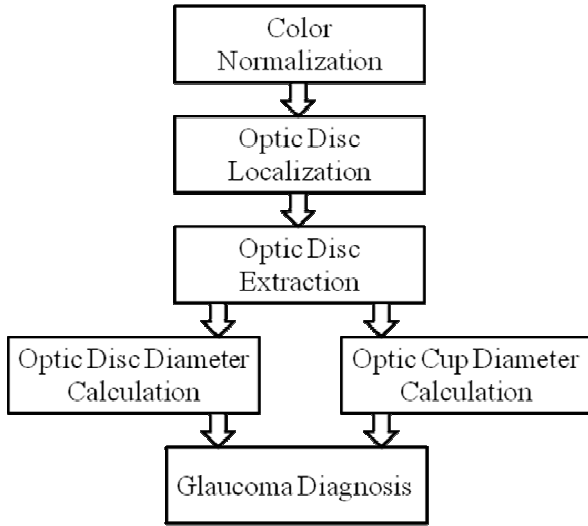 Color
Normalization
Optic Disc
Localization
Optic Disc
Extraction
Optic Disc Diameter
Calculation
Optic Cup Diameter
Calculation
Glaucoma Diagnosis